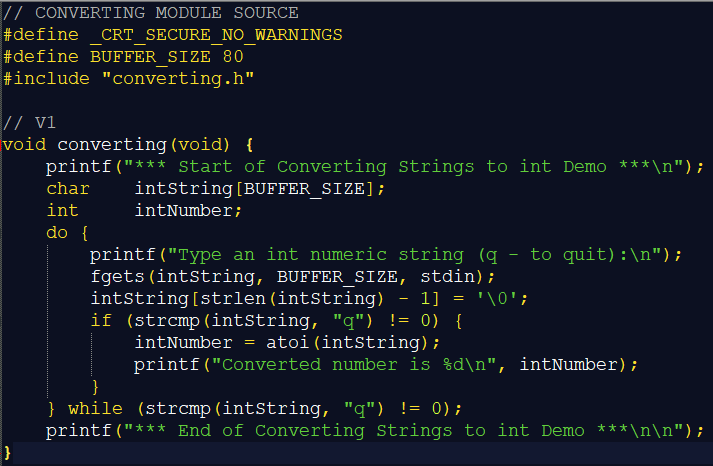 // CONVERTING MODULE SOURCE
#define _CRT_SECURE_NO_WARNINGS
#define BUFFER_SIZE 80
#include "converting.h"

// V1
void converting(void) {
    printf("*** Start of Converting Strings to int Demo ***\n");
    char    intString[BUFFER_SIZE];
    int     intNumber;
    do {
        printf("Type an int numeric string (q - to quit):\n");
        fgets(intString, BUFFER_SIZE, stdin);
        intString[strlen(intString) - 1] = '\0';
        if (strcmp(intString, "q") != 0) {
            intNumber = atoi(intString);
            printf("Converted number is %d\n", intNumber);
        }
    } while (strcmp(intString, "q") != 0);
    printf("*** End of Converting Strings to int Demo ***\n\n");
}